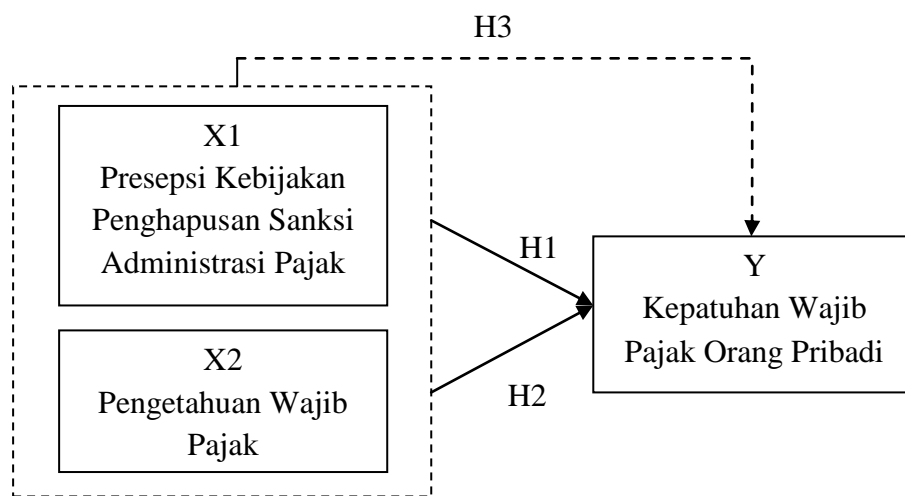 H3
X1
Presepsi Kebijakan
Penghapusan Sanksi
Administrasi Pajak
H1
Y
Kepatuhan Wajib
Pajak Orang Pribadi
X2
Pengetahuan Wajib
Pajak
H2